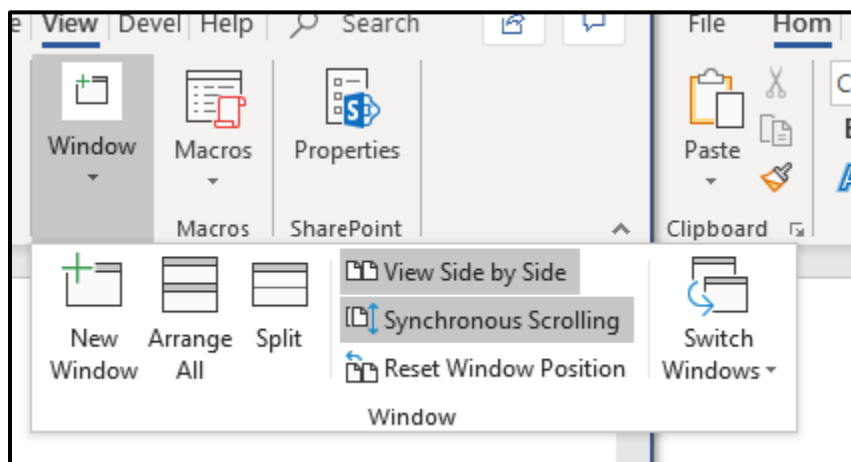 View Devel Help Search
File Hom
Window
Macros
Properties
Paste
Macros
SharePoint
Clipboard
New Window
Arrange All
Split
View Side by Side
Synchronous Scrolling
Reset Window Position
Switch Windows
Window